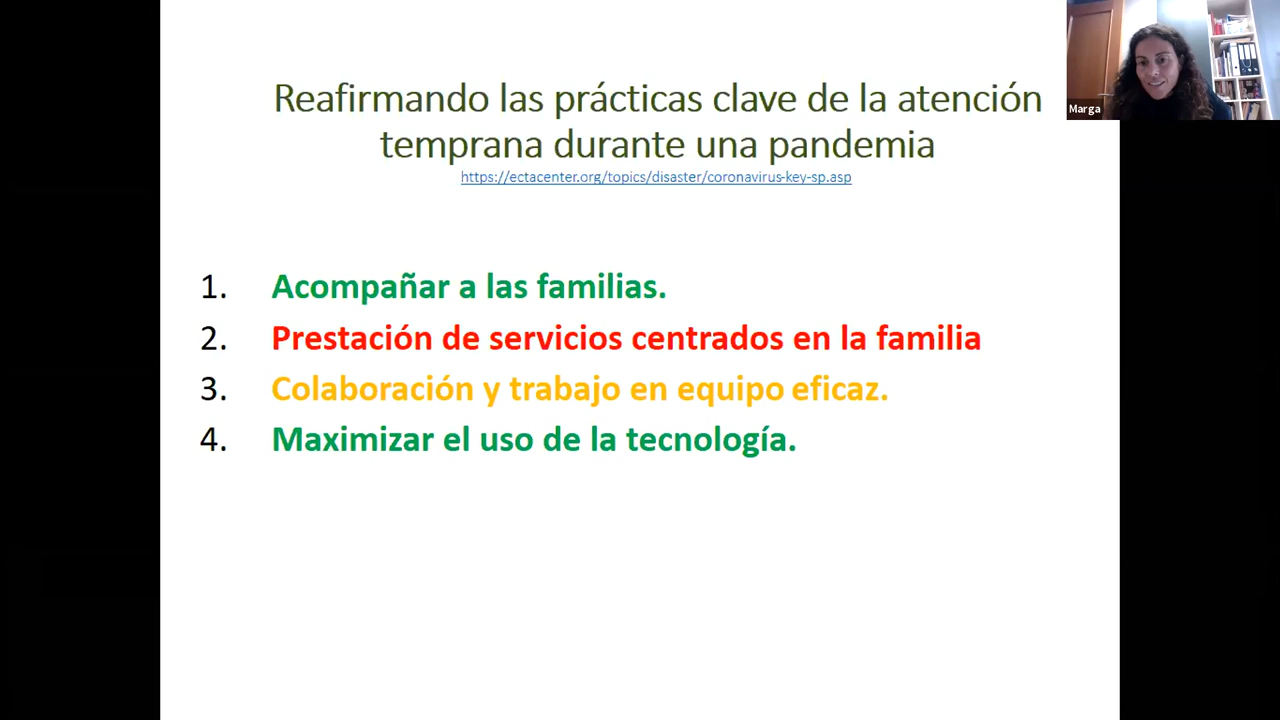 Reafirmando las prácticas clave de la atención
temprana durante una pandemia
https://ectacenter.org/topics/disaster/coronavirus-key-sp.asp
Marga
1. Acompañar a las familias.
2. Prestación de servicios centrados en la familia
3. Colaboración y trabajo en equipo eficaz.
4. Maximizar el uso de la tecnología.